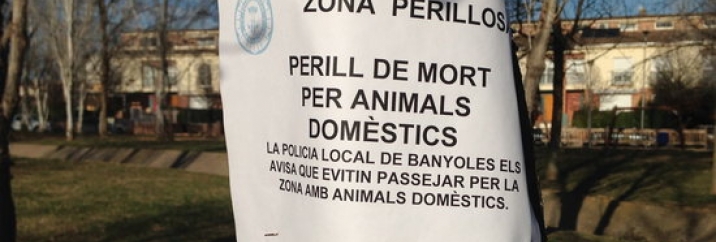 ZONA PERILLOSA
PERILL DE MORT
PER ANIMALS
DOMÈSTICS
LA POLICIA LOCAL DE BANYOLES ELS
AVISA QUE EVITIN PASSEJAR PER LA
ZONA AMB ANIMALS DOMÈSTICS.